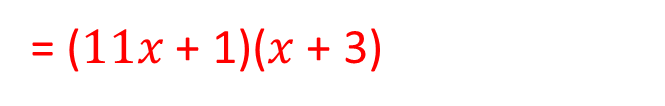 = (11x + 1)(x + 3)